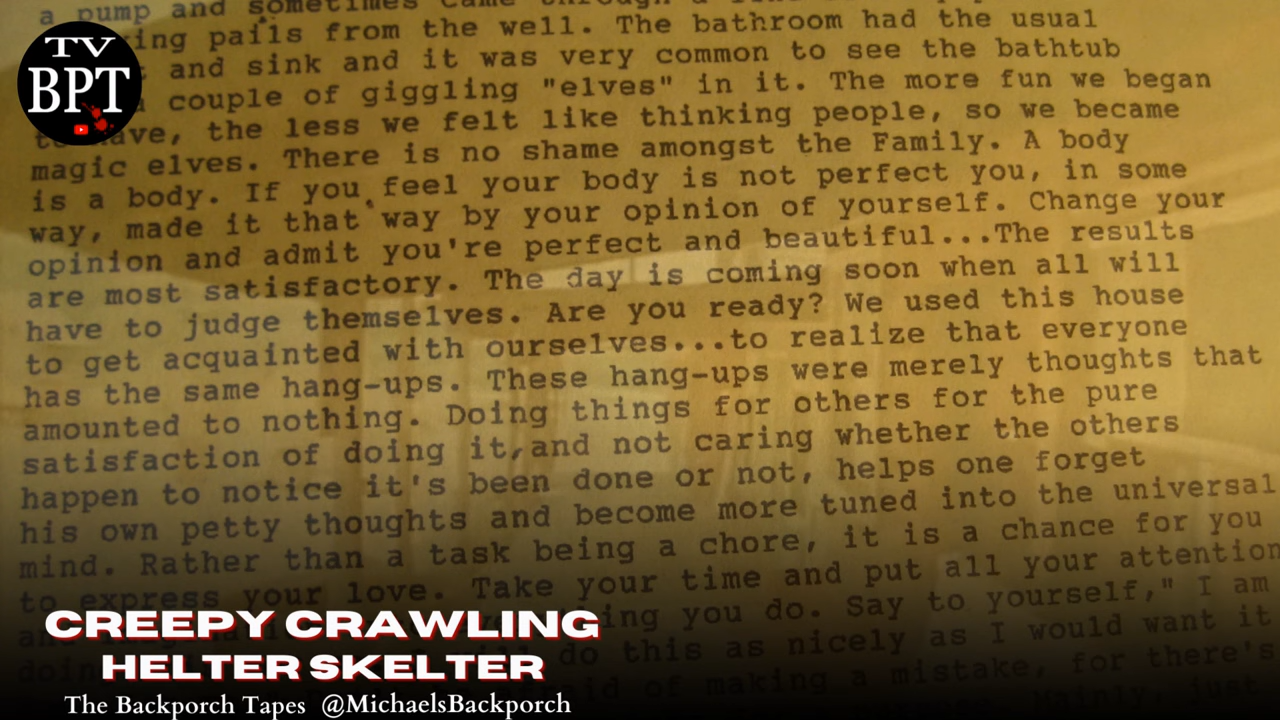 a pump and sometimes came through a
king pails from the well. The bathroom had the usual
and sink and it was very common to see the bathtub
a couple of giggling "elves" in it. The more fun we began
to have, the less we felt like thinking people, so we became
magic elves. There is no shame amongst the Family. A body
is a body. If you feel your body is not perfect you, in some
way, made it that way by your opinion of yourself. Change your
opinion and admit you're perfect and beautiful...The results
are most satisfactory. The day is coming soon when all will
have to judge themselves. Are you ready? We used this house
to get acquainted with ourselves...to realize that everyone
has the same hang-ups. These hang-ups were merely thoughts that
amounted to nothing. Doing things for others for the pure
satisfaction of doing it,and not caring whether the others
happen to notice it's been done or not, helps one forget
his own petty thoughts and become more tuned into the universal
mind. Rather than a task being a chore, it is a chance for you
to express your love. Take your time and put all your attention
ing you do. Say to yourself," I am
doing do this as nicely as I would want it
of making a mistake, for there's
Mainly, just
TV
BPT
CREEPY CRAWLING
HELTER SKELTER
The Backporch Tapes @MichaelsBackporch